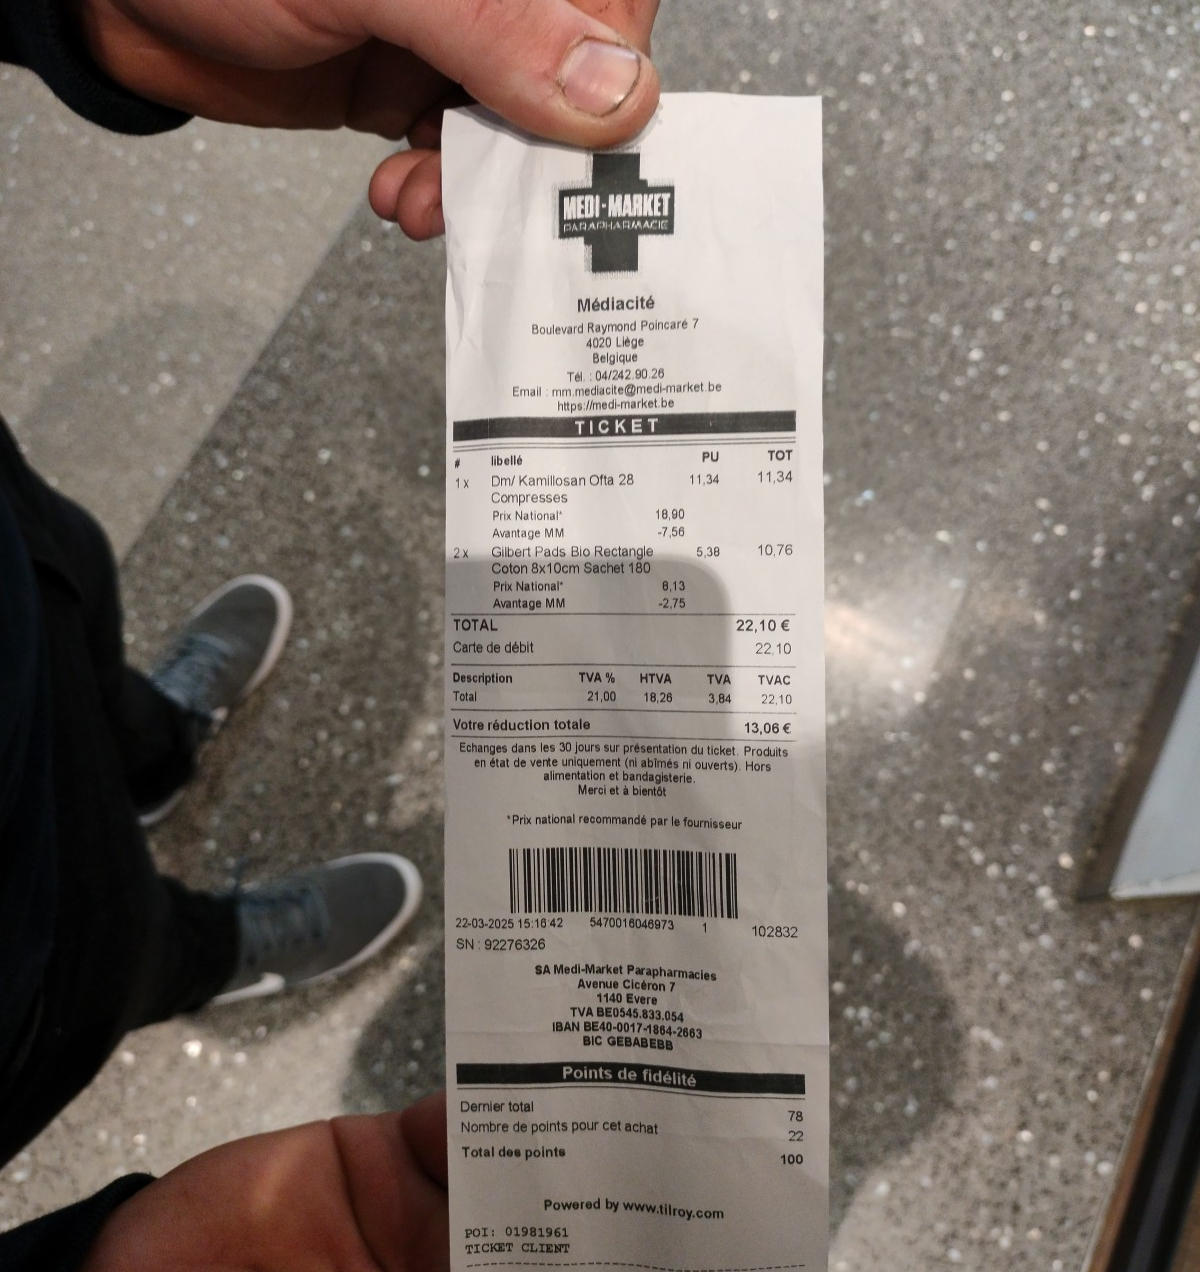 MEDI-MARKET
PARAPHARMACIE
Médiacité
Boulevard Raymond Poincaré 7
4020 Liège
Belgique
Tél. : 04/242.90.26
Email : mm.mediacite@medi-market.be
https://medi-market.be
TICKET
# libellé PU TOT
1 x Dm/ Kamillosan Ofta 28 11,34 11,34
Compresses
Prix National* 18,90
Avantage MM -7,56
2 x Gilbert Pads Bio Rectangle 5,38 10,76
Coton 8x10cm Sachet 180
Prix National* 8,13
Avantage MM -2,75
TOTAL 22,10 €
Carte de débit 22,10
Description TVA % HTVA TVA TVAC
Total 21,00 18,26 3,84 22,10
Votre réduction totale 13,06 €
Echanges dans les 30 jours sur présentation du ticket. Produits
en état de vente uniquement (ni abîmés ni ouverts). Hors
alimentation et bandagisterie.
Merci et à bientôt
*Prix national recommandé par le fournisseur
22-03-2025 15:16:42 5470016046973 1 102832
SN : 92276326
SA Medi-Market Parapharmacies
Avenue Cicéron 7
1140 Evere
TVA BE0545.833.054
IBAN BE40-0017-1864-2663
BIC GEBABEBB
Points de fidélité
Dernier total 78
Nombre de points pour cet achat 22
Total des points 100
Powered by www.tilroy.com
POI: 01981961
TICKET CLIENT